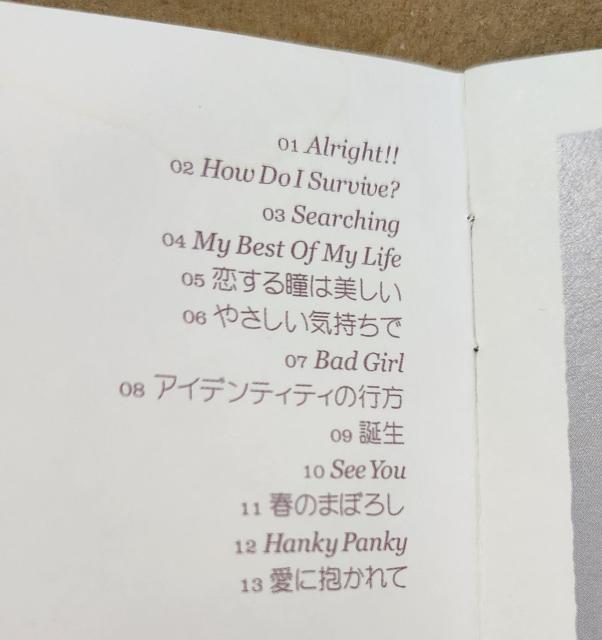 01 Alright!!
02 How Do I Survive?
03 Searching
04 My Best Of My Life
05 恋する瞳は美しい
06 やさしい気持ちで
07 Bad Girl
08 アイデンティティの行方
09 誕生
10 See You
11 春のまぼろし
12 Hanky Panky
13 愛に抱かれて